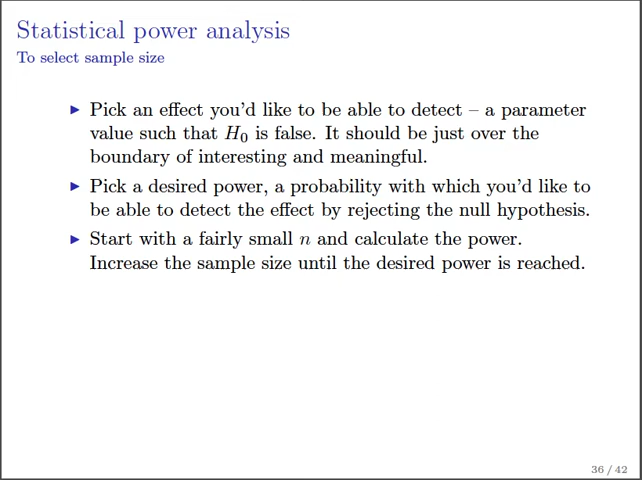 Statistical power analysis
To select sample size
▶ Pick an effect you'd like to be able to detect – a parameter
value such that H₀ is false. It should be just over the
boundary of interesting and meaningful.
▶ Pick a desired power, a probability with which you'd like to
be able to detect the effect by rejecting the null hypothesis.
▶ Start with a fairly small n and calculate the power.
Increase the sample size until the desired power is reached.
36 / 42